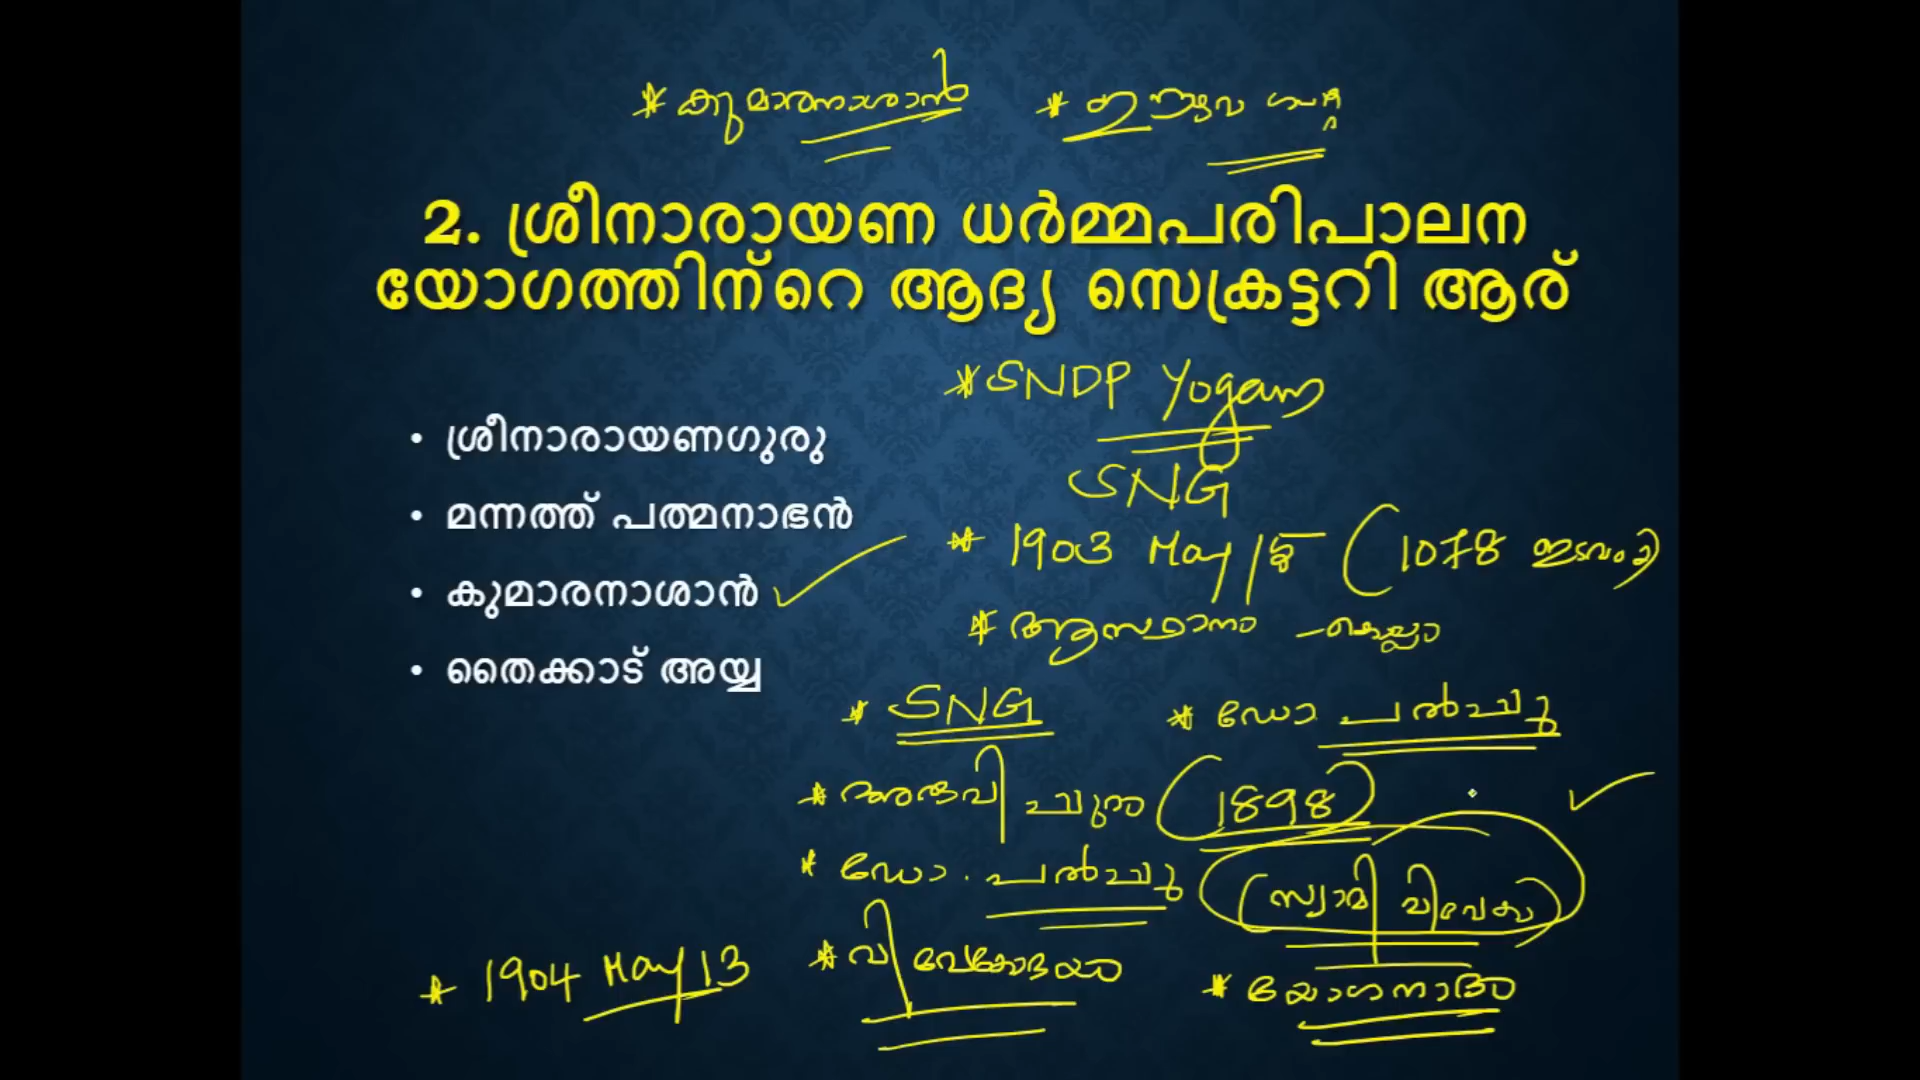 * കുമാരനാശാൻ * ഈഴവ
2. ശ്രീനാരായണ ധർമ്മപരിപാലന
യോഗത്തിന്റെ ആദ്യ സെക്രട്ടറി ആര്
* SNDP Yogam
• ശ്രീനാരായണഗുരു
SNG
• മന്നത്ത് പത്മനാഭൻ
* 1903 May 15 (1078 ഇടവം 2)
• കുമാരനാശാൻ
* ആസ്ഥാനം - കൊല്ലം
• തൈക്കാട് അയ്യ
* SNG * ഡോ. പൽപ്പു
* അരുവിപ്പുറം (1898)
* ഡോ. പൽപ്പു (സ്വാമി വിവേകാ)
* 1904 May 13 * വിവേകോദയം * യോഗനാദം